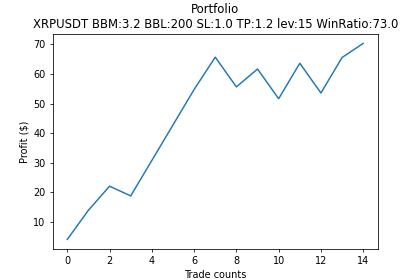 Portfolio
XRPUSDT BBM:3.2 BBL:200 SL:1.0 TP:1.2 lev:15 WinRatio:73.0
70
60
50
40
30
20
10
Profit ($)
0 2 4 6 8 10 12 14
Trade counts